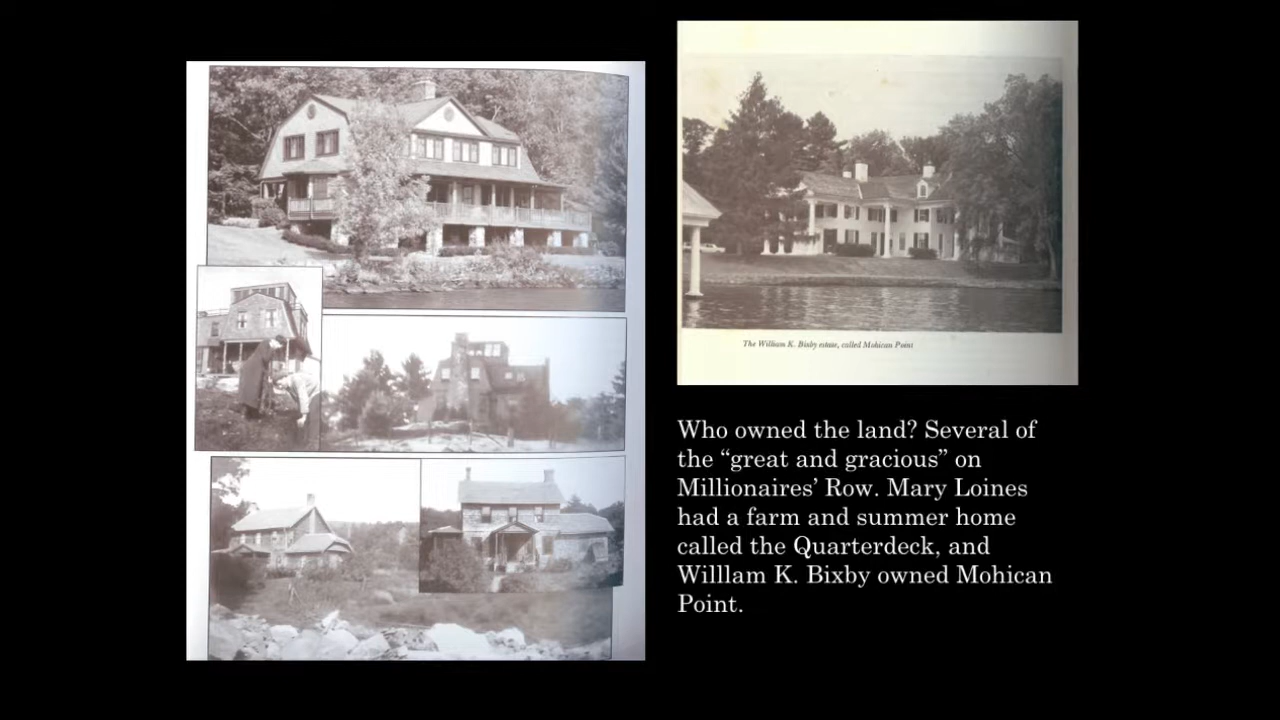 The William K. Bixby estate, called Mohican Point
Who owned the land? Several of
the “great and gracious” on
Millionaires’ Row. Mary Loines
had a farm and summer home
called the Quarterdeck, and
Willlam K. Bixby owned Mohican
Point.